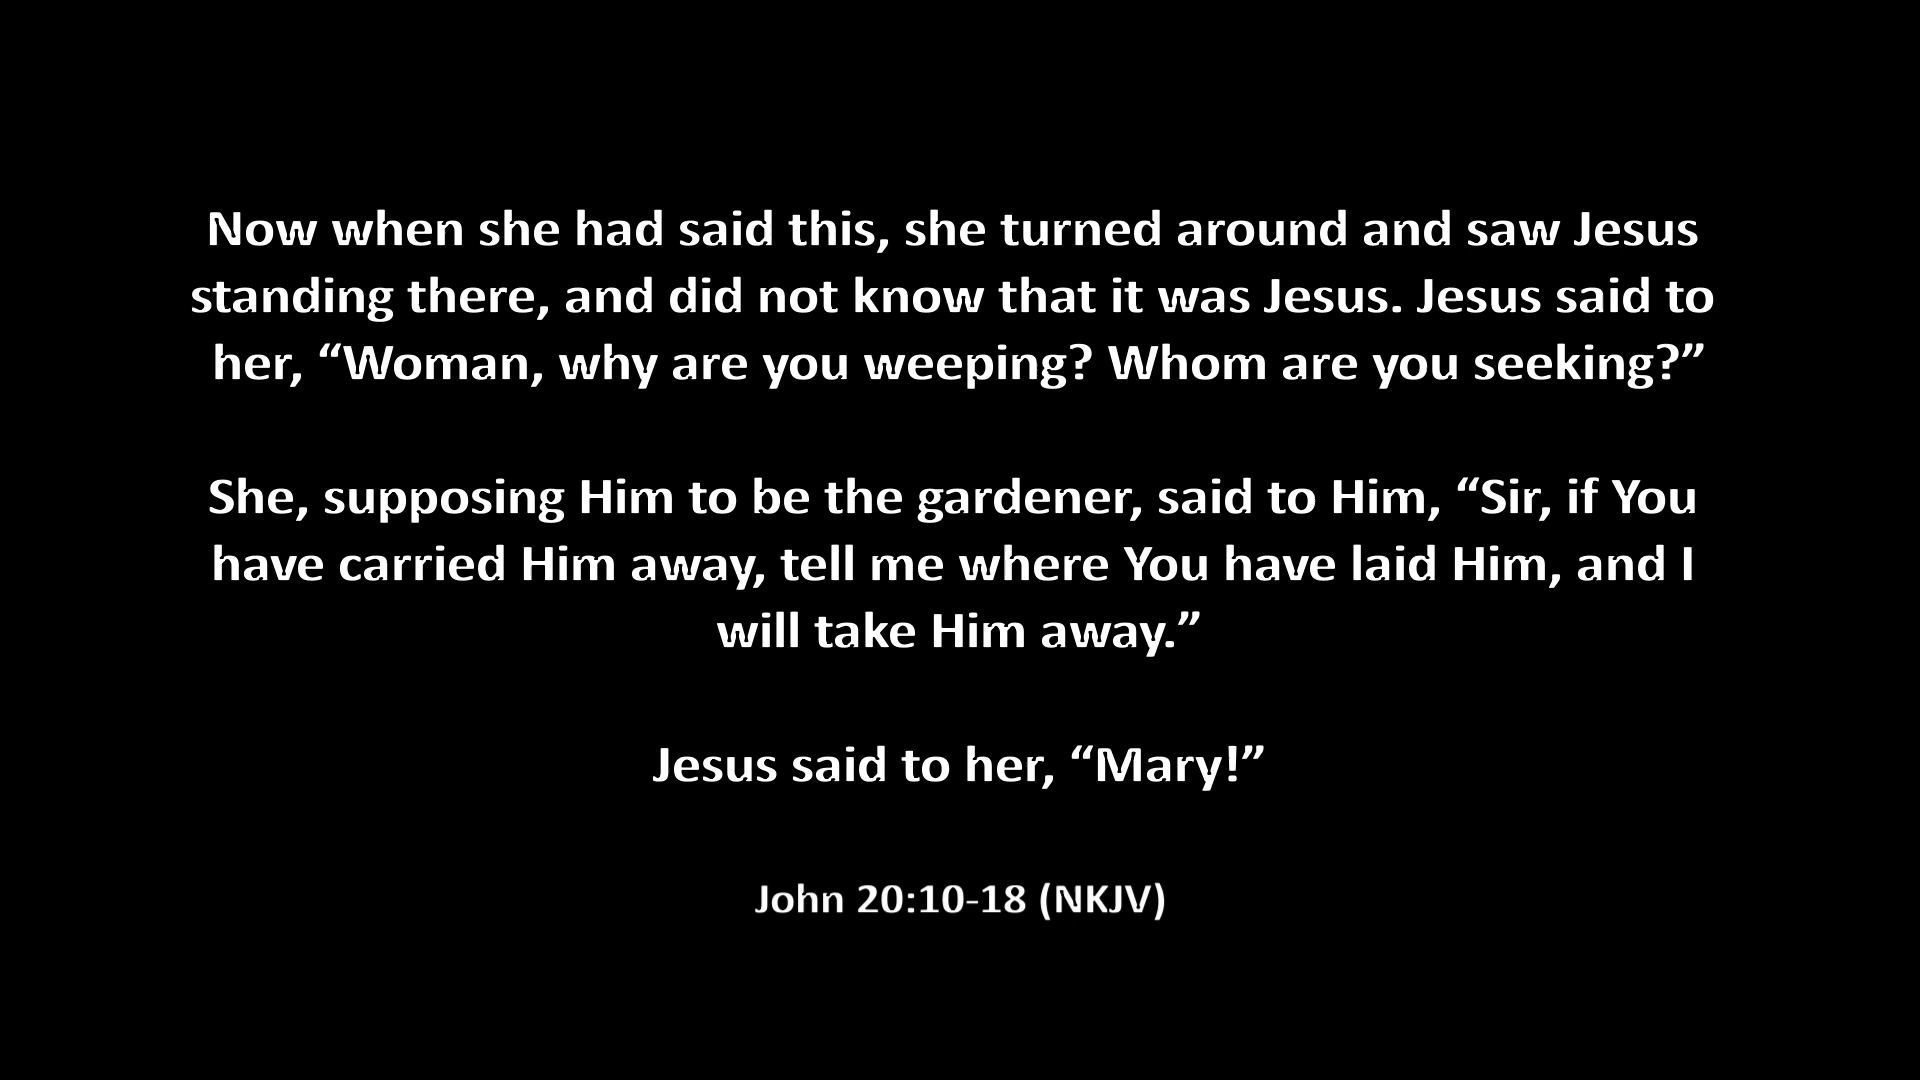 Now when she had said this, she turned around and saw Jesus
standing there, and did not know that it was Jesus. Jesus said to
her, “Woman, why are you weeping? Whom are you seeking?”
She, supposing Him to be the gardener, said to Him, “Sir, if You
have carried Him away, tell me where You have laid Him, and I
will take Him away.”
Jesus said to her, “Mary!”
John 20:10-18 (NKJV)